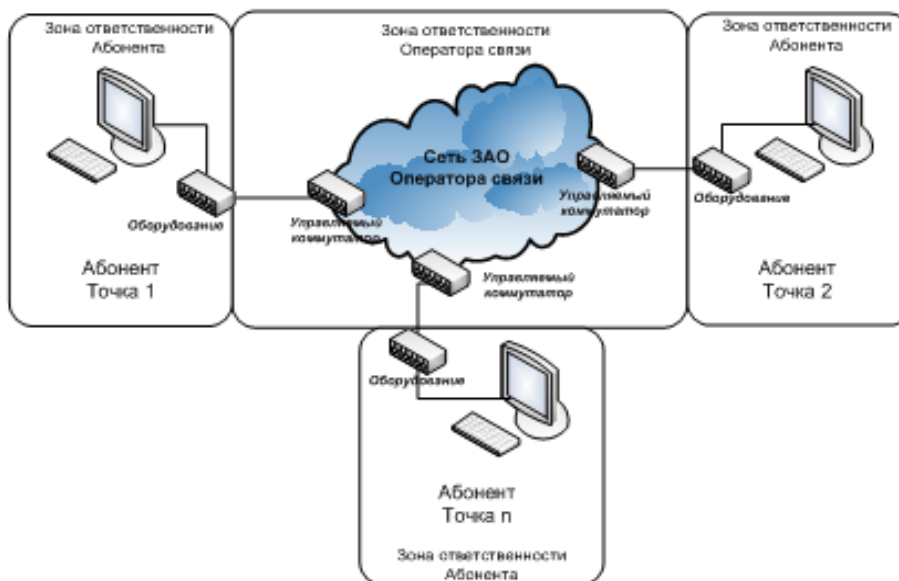 Зона ответственности
Абонента
Зона ответственности
Оператора связи
Зона ответственности
Абонента
Сеть ЗАО
Оператора связи
Оборудование
Управляемый
коммутатор
Управляемый
коммутатор
Оборудование
Абонент
Точка 1
Управляемый
коммутатор
Абонент
Точка 2
Оборудование
Абонент
Точка n
Зона ответственности
Абонента